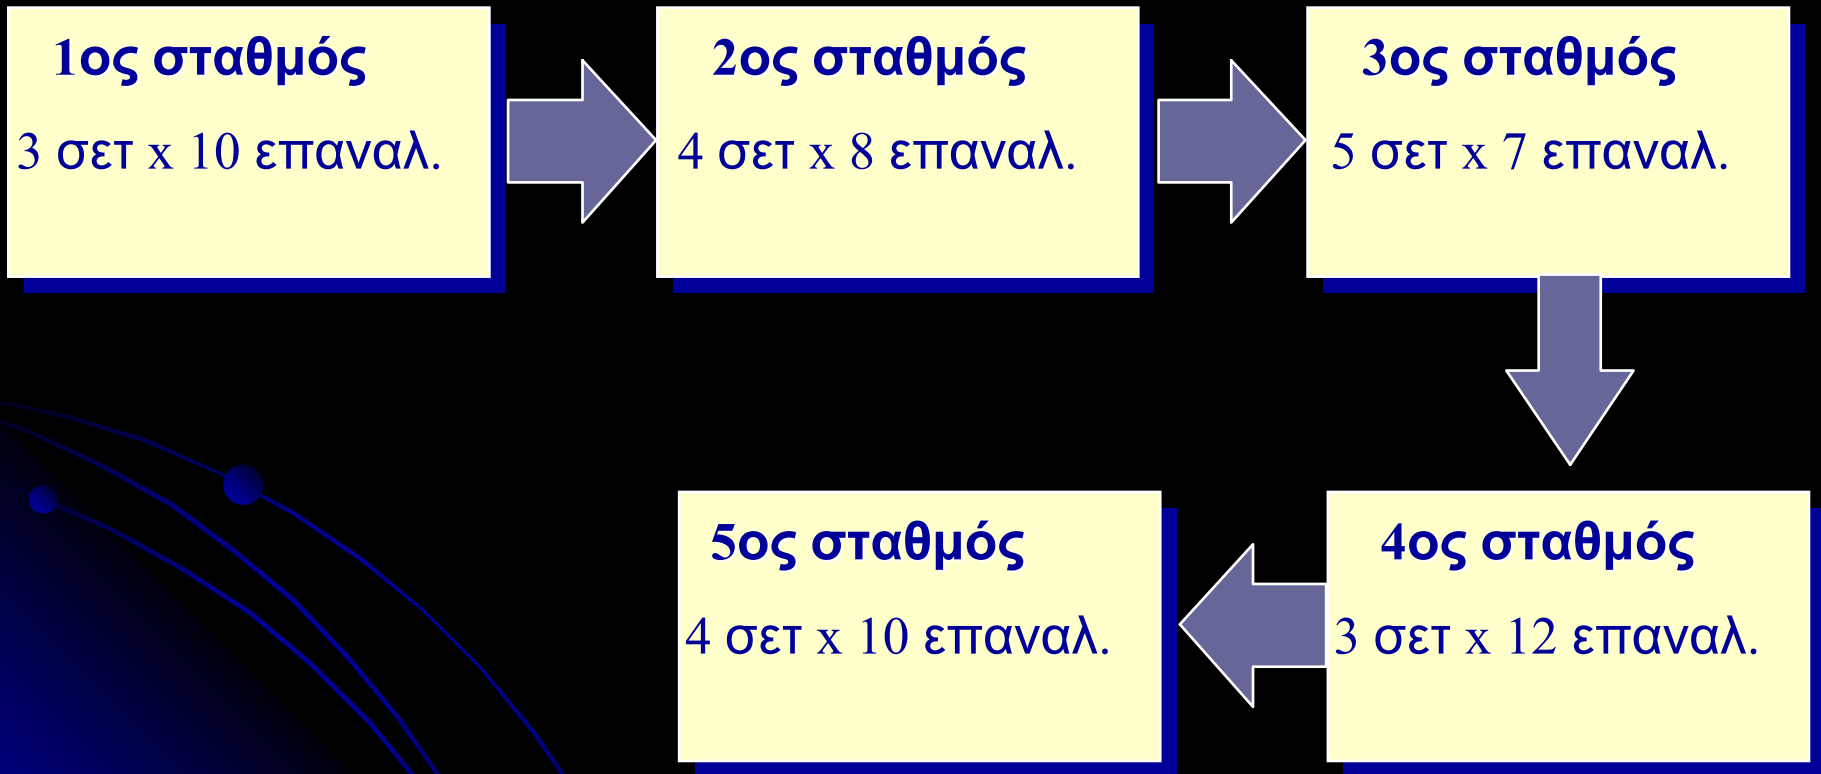 1ος σταθμός
3 σετ x 10 επαναλ.
2ος σταθμός
4 σετ x 8 επαναλ.
3ος σταθμός
5 σετ x 7 επαναλ.
4ος σταθμός
3 σετ x 12 επαναλ.
5ος σταθμός
4 σετ x 10 επαναλ.